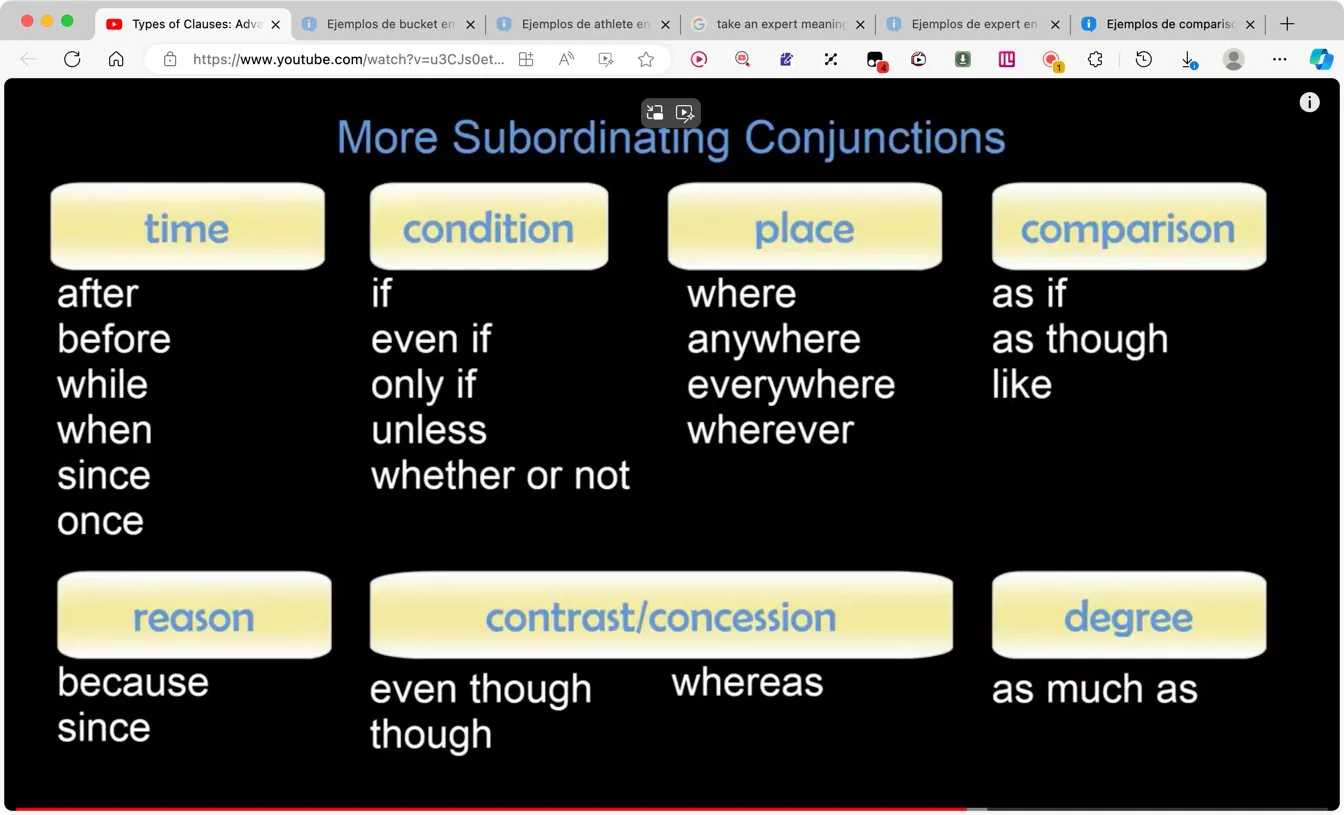 Types of Clauses: Adva
Ejemplos de bucket en
Ejemplos de athlete en
take an expert meaning
Ejemplos de expert en
Ejemplos de compariso
https://www.youtube.com/watch?v=u3CJs0et...
4
1
More Subordinating Conjunctions
time
after
before
while
when
since
once
condition
if
even if
only if
unless
whether or not
place
where
anywhere
everywhere
wherever
comparison
as if
as though
like
reason
because
since
contrast/concession
even though
though
whereas
degree
as much as